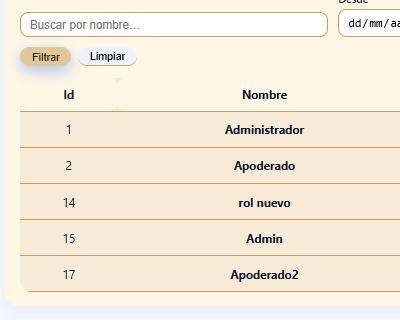 Desde
Buscar por nombre…
dd/mm/aa
Filtrar
Limpiar
Id
Nombre
1
Administrador
2
Apoderado
14
rol nuevo
15
Admin
17
Apoderado2